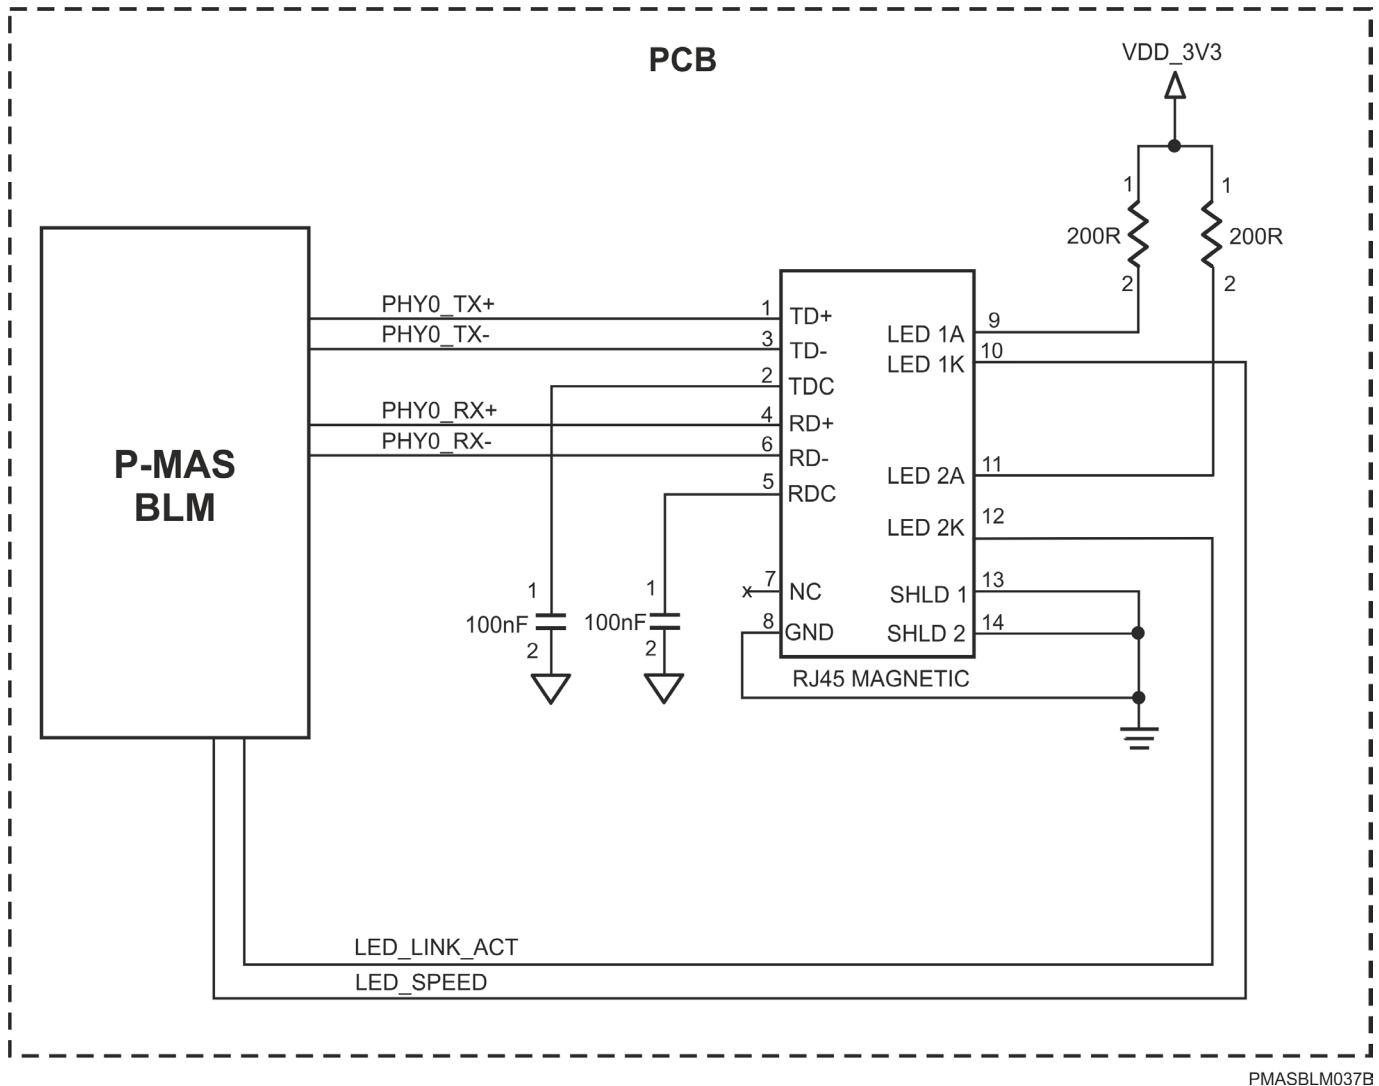 PCB
VDD_3V3
1
1
200R
200R
2
2
P-MAS
BLM
PHY0_TX+
PHY0_TX-
PHY0_RX+
PHY0_RX-
1
TD+
3
TD-
2
TDC
4
RD+
6
RD-
5
RDC
7
x
NC
8
GND
LED 1A
9
LED 1K
10
LED 2A
11
LED 2K
12
SHLD 1
13
SHLD 2
14
RJ45 MAGNETIC
1
100nF
2
1
100nF
2
LED_LINK_ACT
LED_SPEED
PMASBLM037B